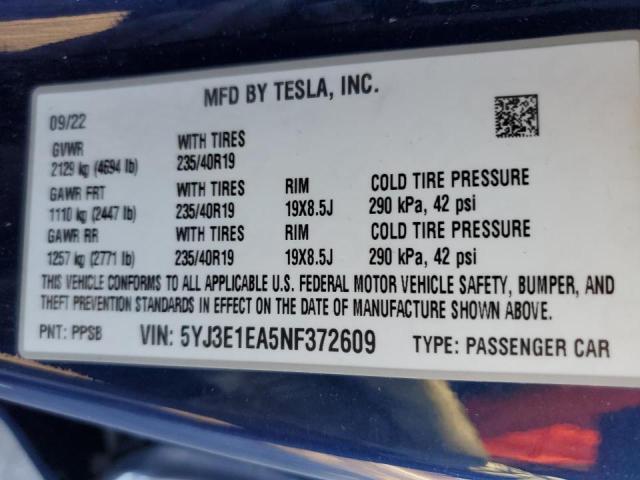 MFD BY TESLA, INC.
09/22
GVWR WITH TIRES
2129 kg (4694 lb) 235/40R19
GAWR FRT WITH TIRES RIM COLD TIRE PRESSURE
1110 kg (2447 lb) 235/40R19 19X8.5J 290 kPa, 42 psi
GAWR RR WITH TIRES RIM COLD TIRE PRESSURE
1257 kg (2771 lb) 235/40R19 19X8.5J 290 kPa, 42 psi
THIS VEHICLE CONFORMS TO ALL APPLICABLE U.S. FEDERAL MOTOR VEHICLE SAFETY, BUMPER, AND
THEFT PREVENTION STANDARDS IN EFFECT ON THE DATE OF MANUFACTURE SHOWN ABOVE.
PNT: PPSB VIN: 5YJ3E1EA5NF372609 TYPE: PASSENGER CAR